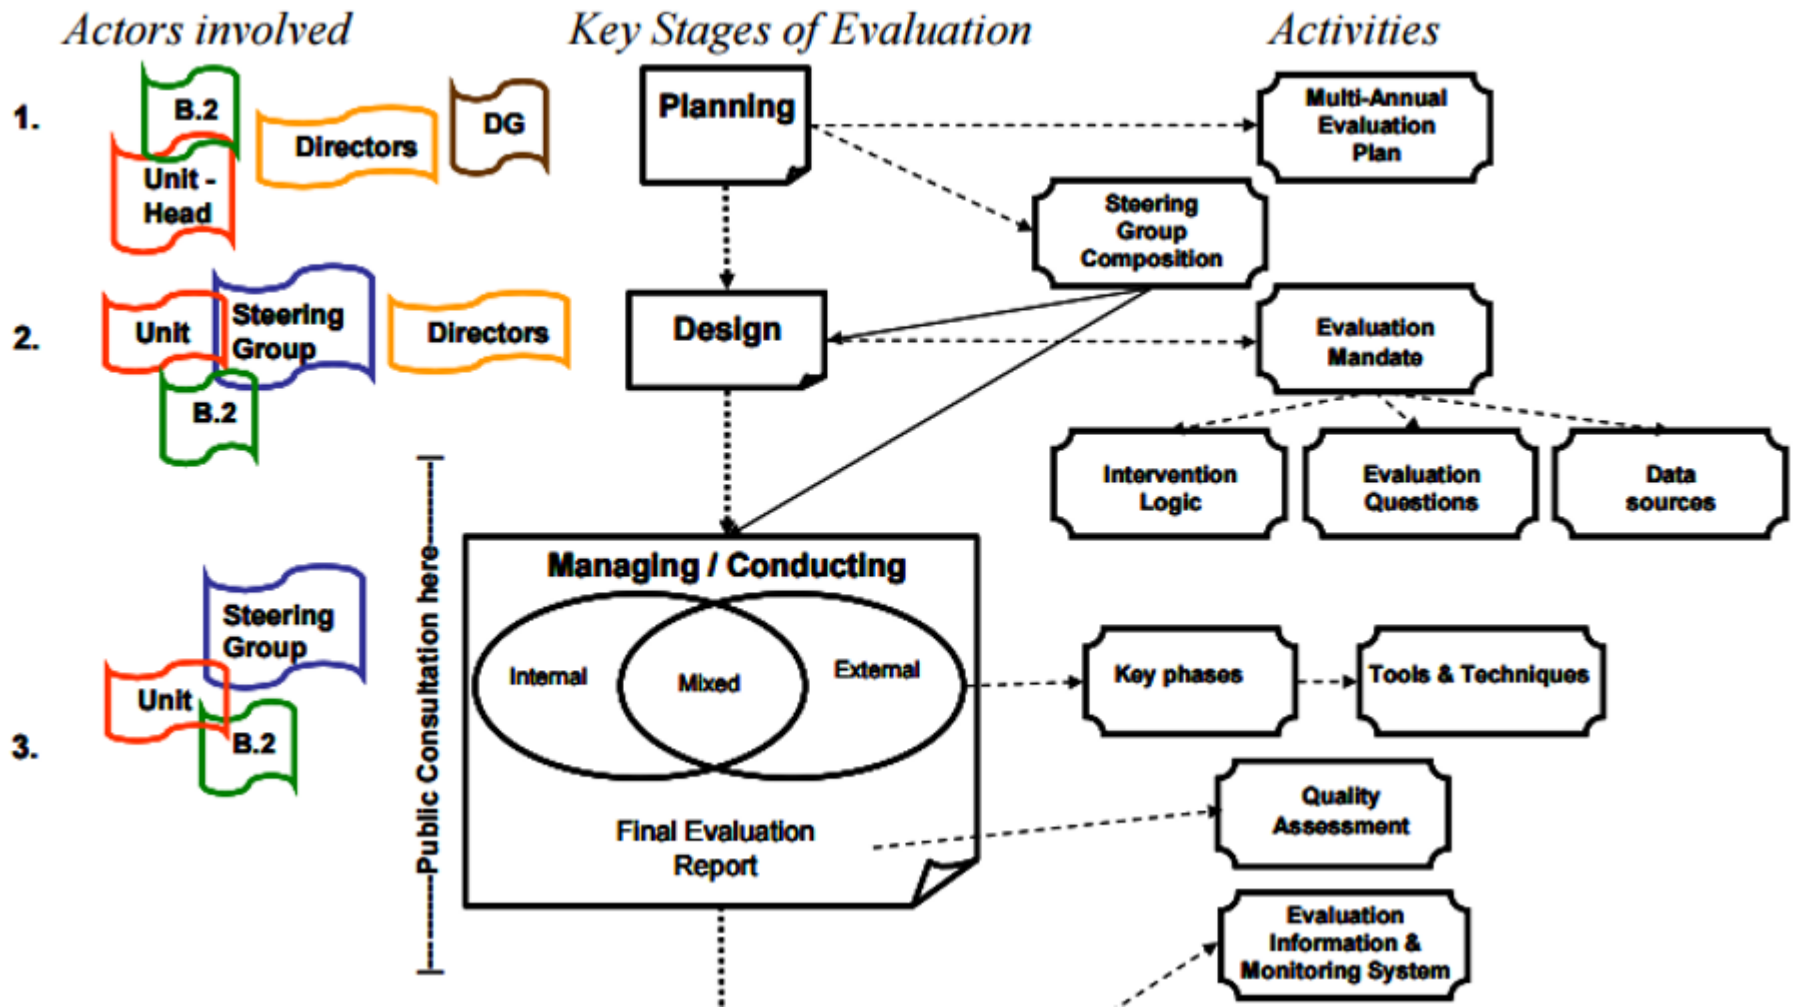 Actors involved
Key Stages of Evaluation
Activities
1.
B.2
Unit -
Head
Directors
DG
Planning
Multi-Annual
Evaluation
Plan
Steering
Group
Composition
2.
Unit
Steering
Group
B.2
Directors
Design
Evaluation
Mandate
Intervention
Logic
Evaluation
Questions
Data
sources
3.
Steering
Group
Unit
B.2
Public Consultation here
Managing / Conducting
Internal
Mixed
External
Final Evaluation
Report
Key phases
Tools & Techniques
Quality
Assessment
Evaluation
Information &
Monitoring System